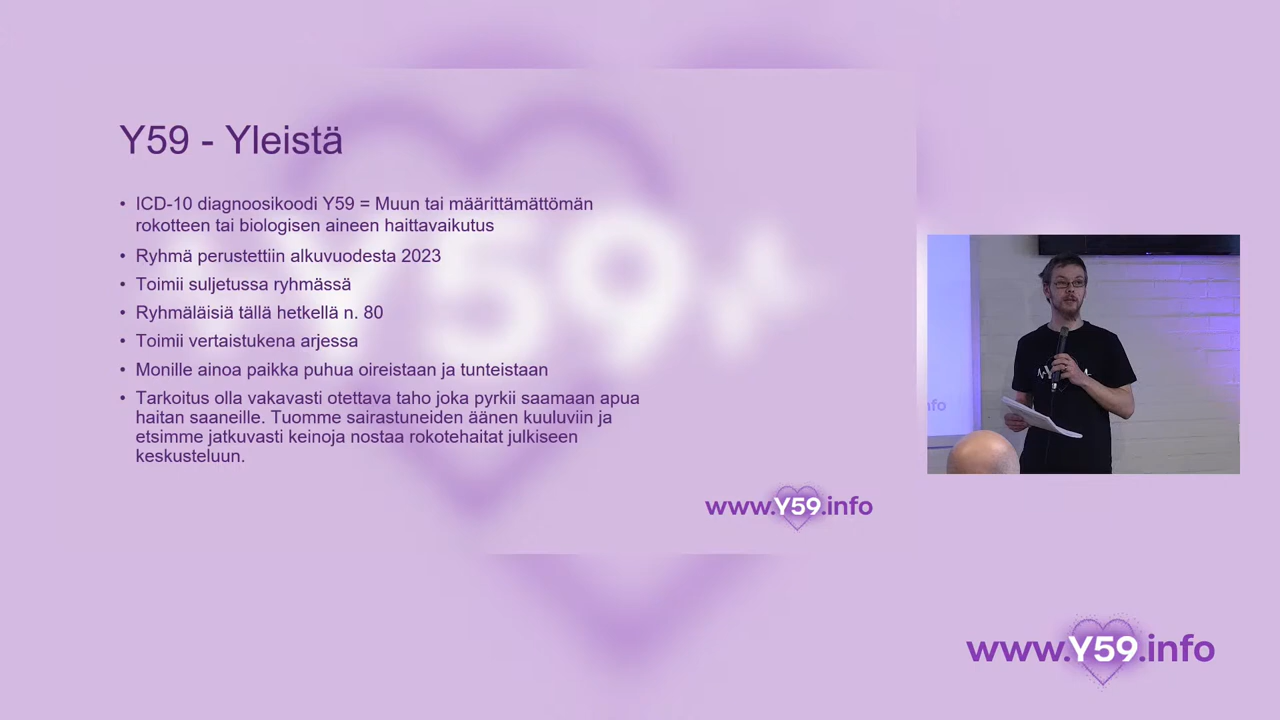 Y59 - Yleistä
• ICD-10 diagnoosikoodi Y59 = Muun tai määrittämättömän
rokotteen tai biologisen aineen haittavaikutus
• Ryhmä perustettiin alkuvuodesta 2023
• Toimii suljetussa ryhmässä
• Ryhmäläisiä tällä hetkellä n. 80
• Toimii vertaistukena arjessa
• Monille ainoa paikka puhua oireistaan ja tunteistaan
• Tarkoitus olla vakavasti otettava taho joka pyrkii saamaan apua
haitan saaneille. Tuomme sairastuneiden äänen kuuluviin ja
etsimme jatkuvasti keinoja nostaa rokotehaitat julkiseen
keskusteluun.
www.Y59.info
nfo
www.Y59.info